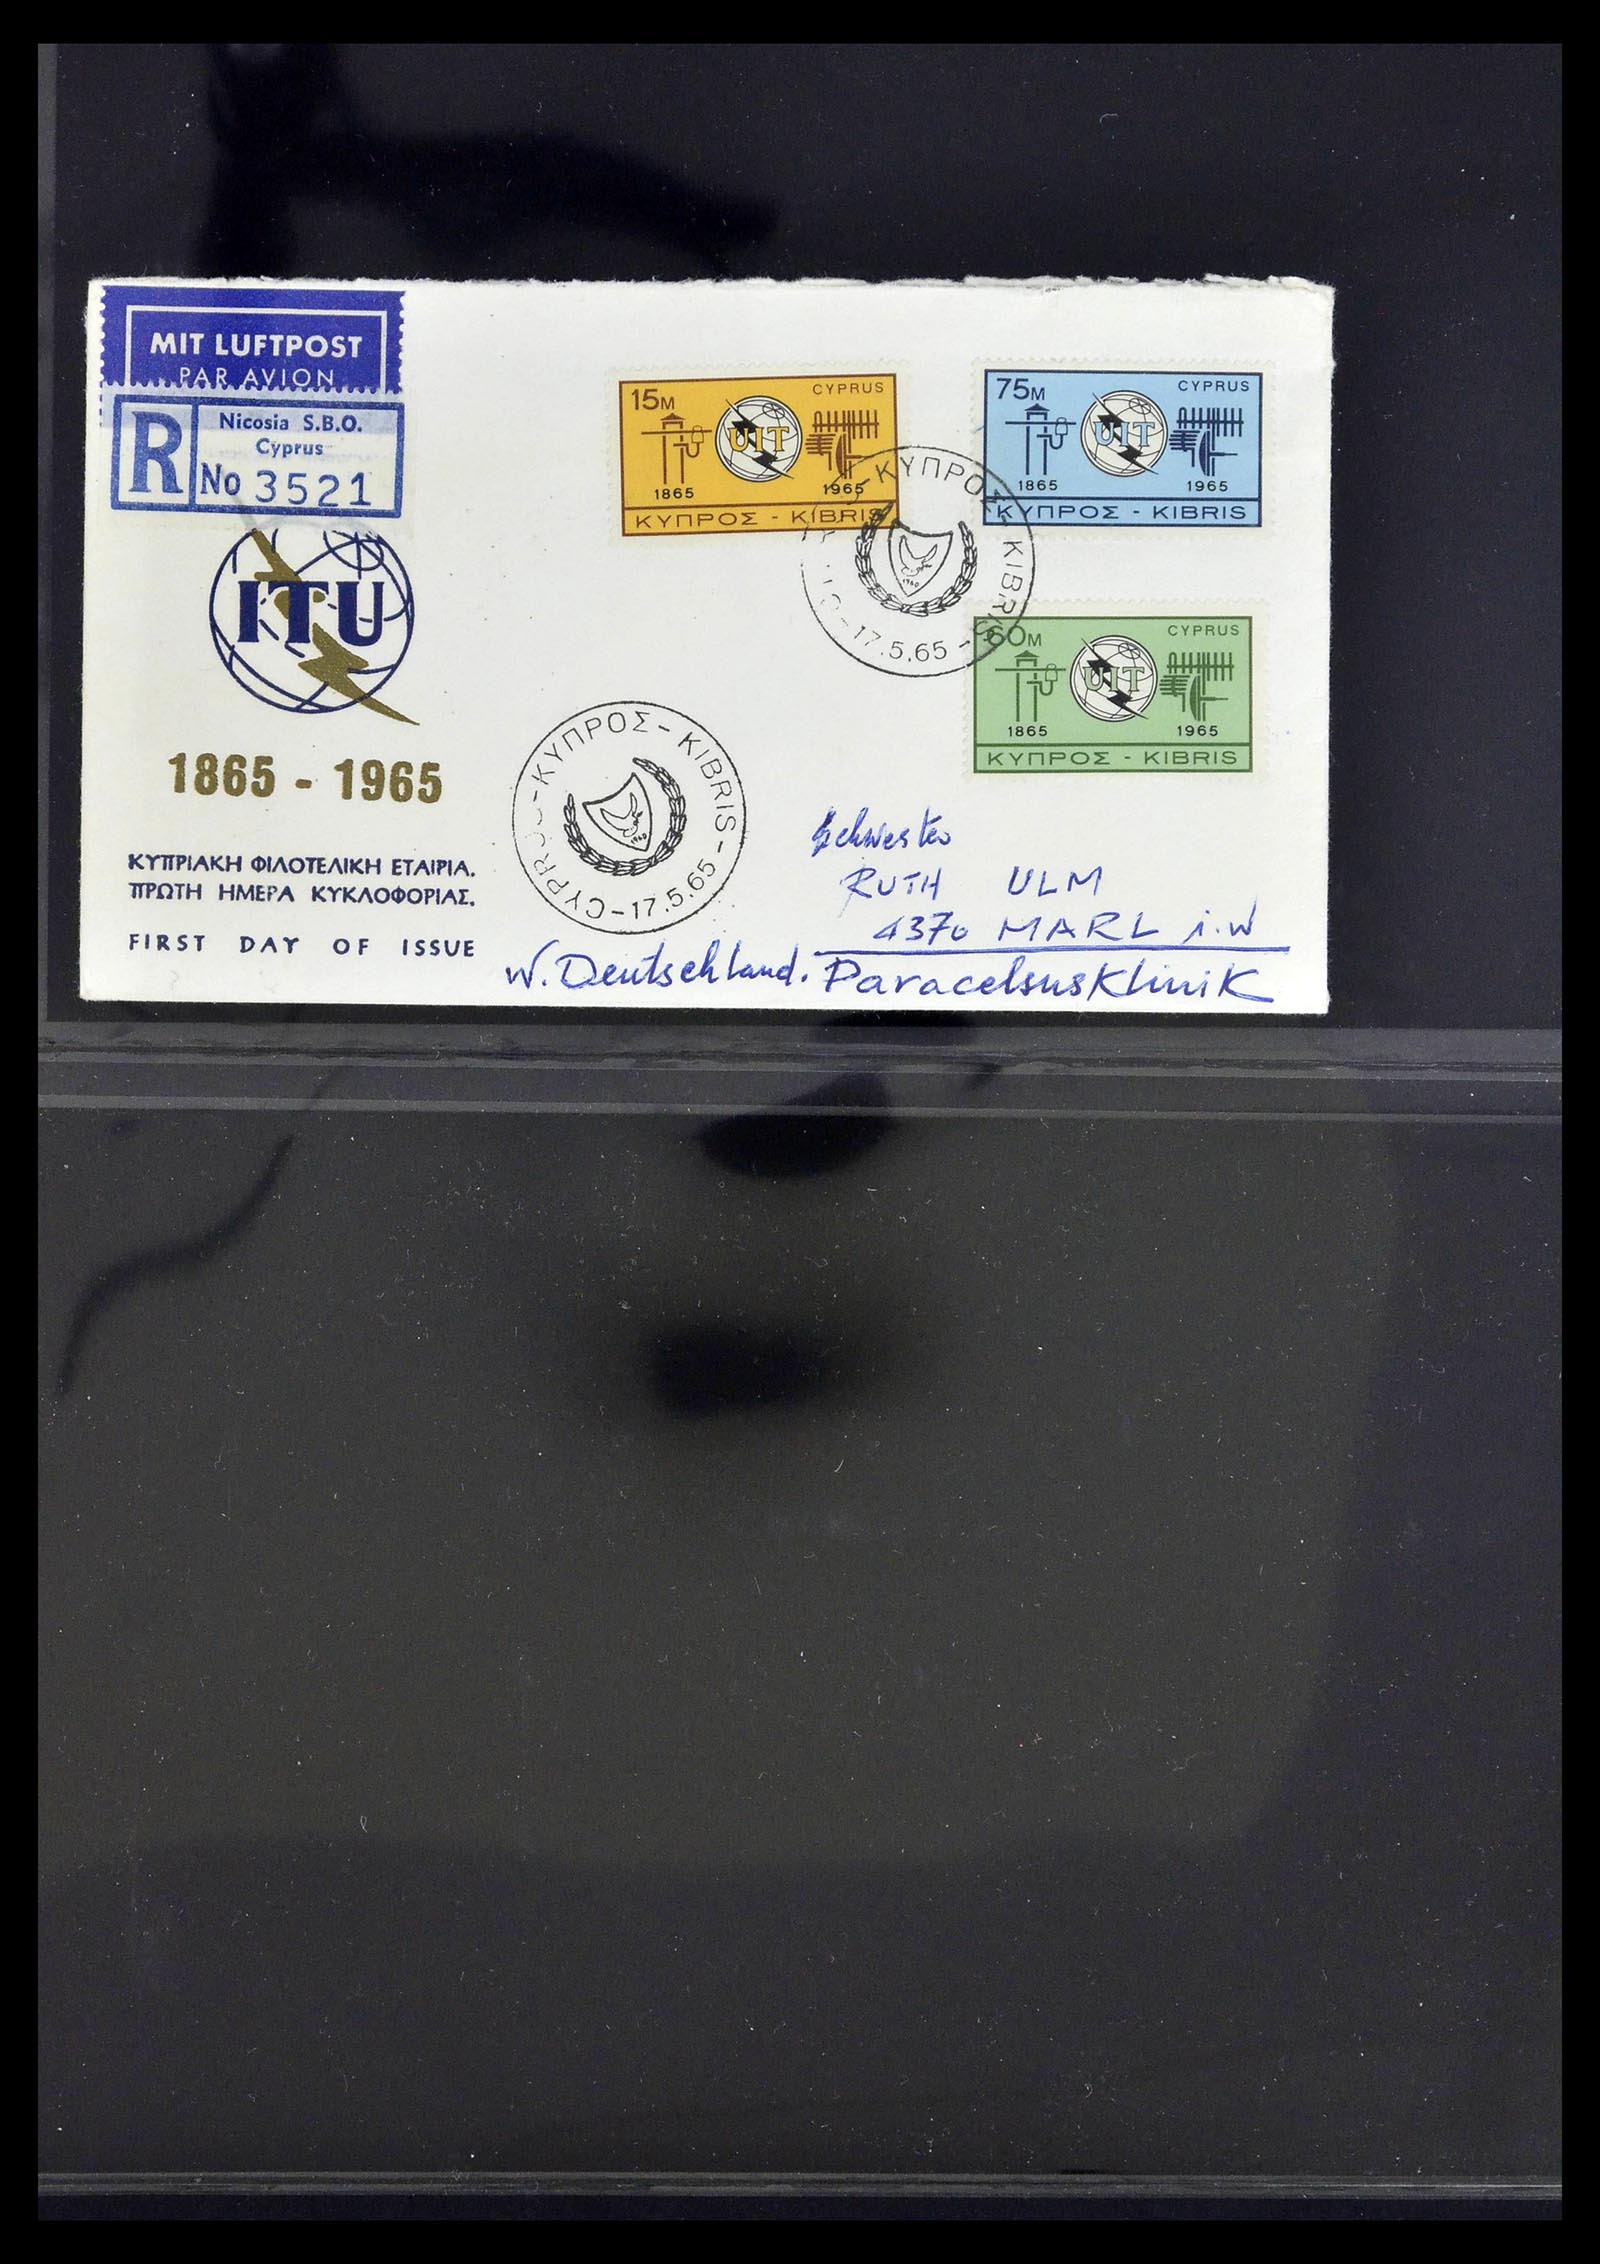 MIT LUFTPOST
PAR AVION
R
Nicosia S.B.O.
Cyprus
No 3521
ITU
1865 - 1965
ΚΥΠΡΙΑΚΗ ΦΙΛΟΤΕΛΙΚΗ ΕΤΑΙΡΙΑ.
ΠΡΩΤΗ ΗΜΕΡΑ ΚΥΚΛΟΦΟΡΙΑΣ.
FIRST DAY OF ISSUE
15M CYPRUS
UIT
1865 1965
ΚΥΠΡΟΣ - KIBRIS
75M CYPRUS
UIT
1865 1965
ΚΥΠΡΟΣ - KIBRIS
ΚΥΠΡΟΣ - KIBRIS - 17.5.65
1960
60M CYPRUS
UIT
1865 1965
ΚΥΠΡΟΣ - KIBRIS
CYPRUS - ΚΥΠΡΟΣ - KIBRIS - 17.5.65
1960
Schwester
RUTH ULM
4370 MARL i.W
W. Deutschland. Paracelsus Klinik